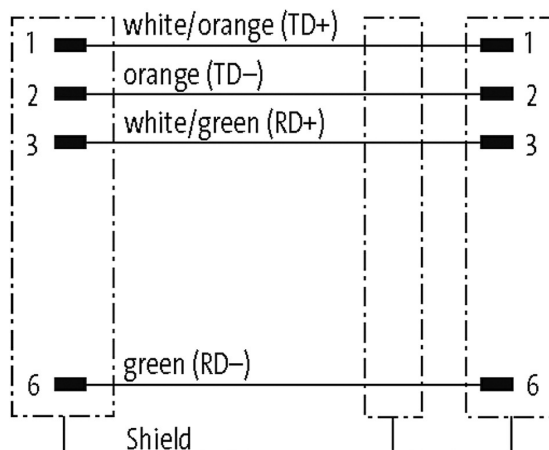 1 white/orange (TD+) 1
2 orange (TD–) 2
3 white/green (RD+) 3
6 green (RD–) 6
Shield